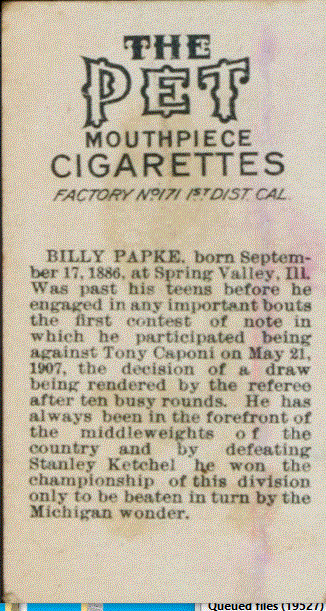 THE
PET
MOUTHPIECE
CIGARETTES
FACTORY Nº171 1ST DIST. CAL.
BILLY PAPKE, born Septem-
ber 17, 1886, at Spring Valley, Ill.
Was past his teens before he
engaged in any important bouts
the first contest of note in
which he participated being
against Tony Caponi on May 21,
1907, the decision of a draw
being rendered by the referee
after ten busy rounds. He has
always been in the forefront of
the middleweights of the
country and by defeating
Stanley Ketchel he won the
championship of this division
only to be beaten in turn by the
Michigan wonder.
Queued files (19527)